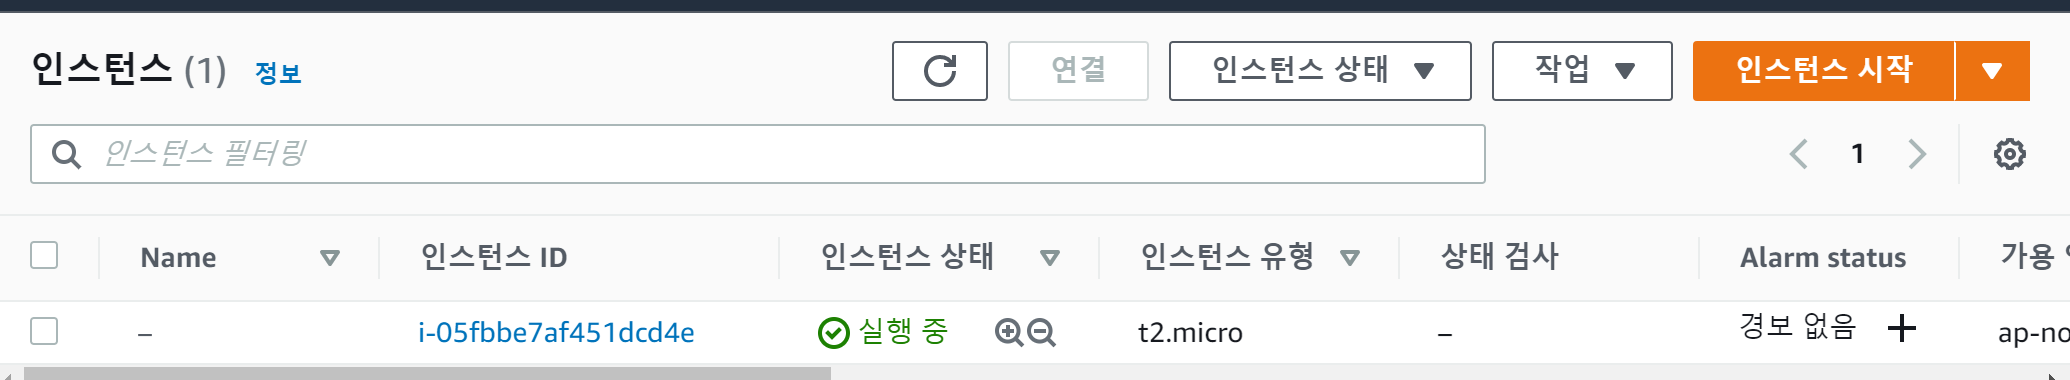 인스턴스 (1) 정보 연결 인스턴스 상태 작업 인스턴스 시작
인스턴스 필터링 1
Name 인스턴스 ID 인스턴스 상태 인스턴스 유형 상태 검사 Alarm status 가용
– i-05fbbe7af451dcd4e 실행 중 t2.micro – 경보 없음 ap-no